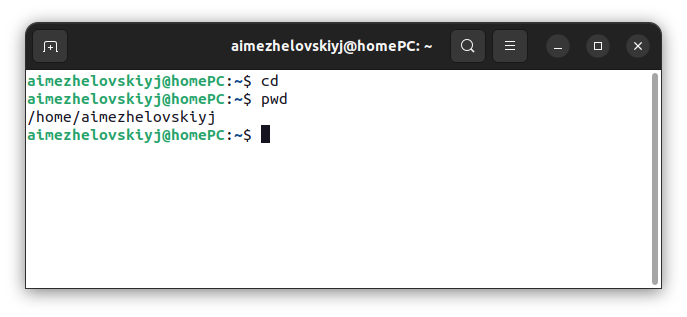 aimezhelovskiyj@homePC: ~
aimezhelovskiyj@homePC:~$ cd
aimezhelovskiyj@homePC:~$ pwd
/home/aimezhelovskiyj
aimezhelovskiyj@homePC:~$